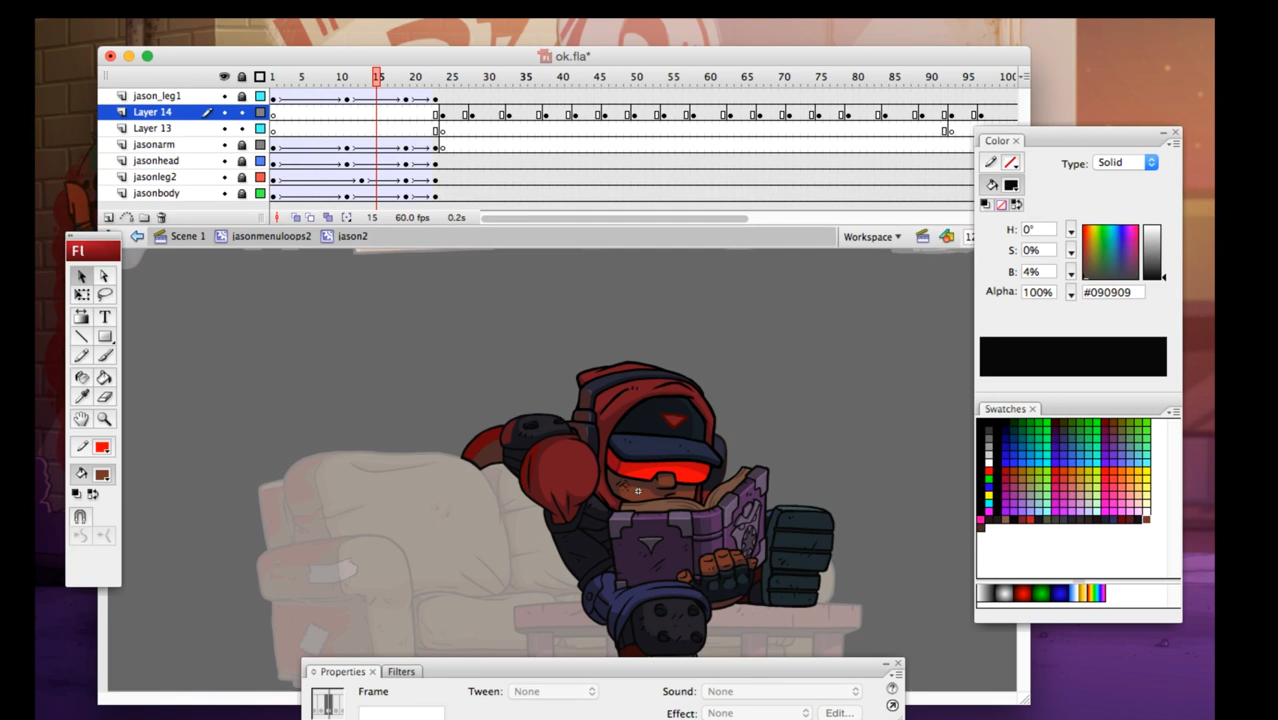 ok.fla*
1 5 10 15 20 25 30 35 40 45 50 55 60 65 70 75 80 85 90 95 100
jason_leg1
Layer 14
Layer 13
jasonarm
jasonhead
jasonleg2
jasonbody
15 60.0 fps 0.2s
Scene 1 jasonmenuloops2 jason2 Workspace 12
Fl
T
Color
Type: Solid
H: 0°
S: 0%
B: 4%
Alpha: 100% #090909
Swatches
Properties Filters
Frame Tween: None Sound: None
Effect: None Edit...